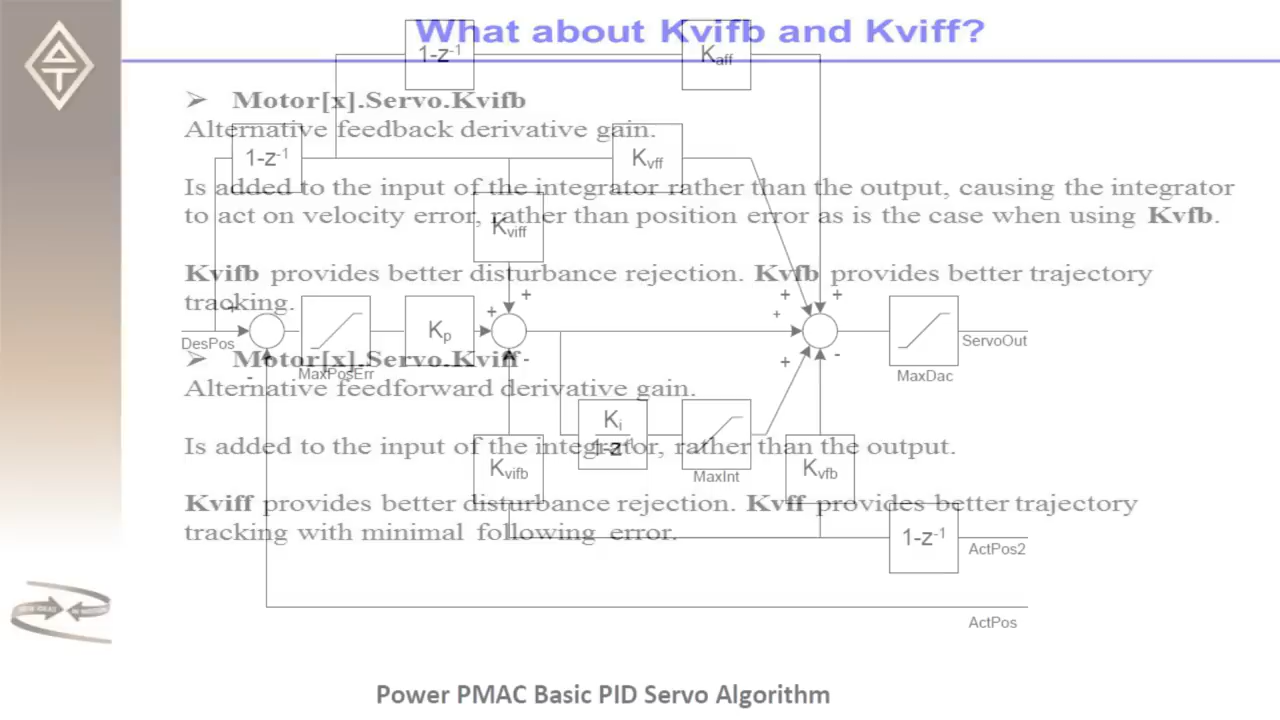 What about Kvifb and Kviff?
1-z-1
Kaff
➢ Motor[x].Servo.Kvifb
Alternative feedback derivative gain.
1-z-1
Kvff
Is added to the input of the integrator rather than the output, causing the integrator
to act on velocity error, rather than position error as is the case when using Kvfb.
Kviff
Kvifb provides better disturbance rejection. Kvfb provides better trajectory
tracking.
+
+
+
+
+
+
DesPos
Kp
ServoOut
➢ Motor[x].Servo.Kviff
-
-
-
+
MaxPosErr
MaxDac
Alternative feedforward derivative gain.
Ki
1-z-1
Is added to the input of the integrator, rather than the output.
Kvifb
MaxInt
Kvfb
Kviff provides better disturbance rejection. Kvff provides better trajectory
tracking with minimal following error.
1-z-1
ActPos2
ActPos
Power PMAC Basic PID Servo Algorithm